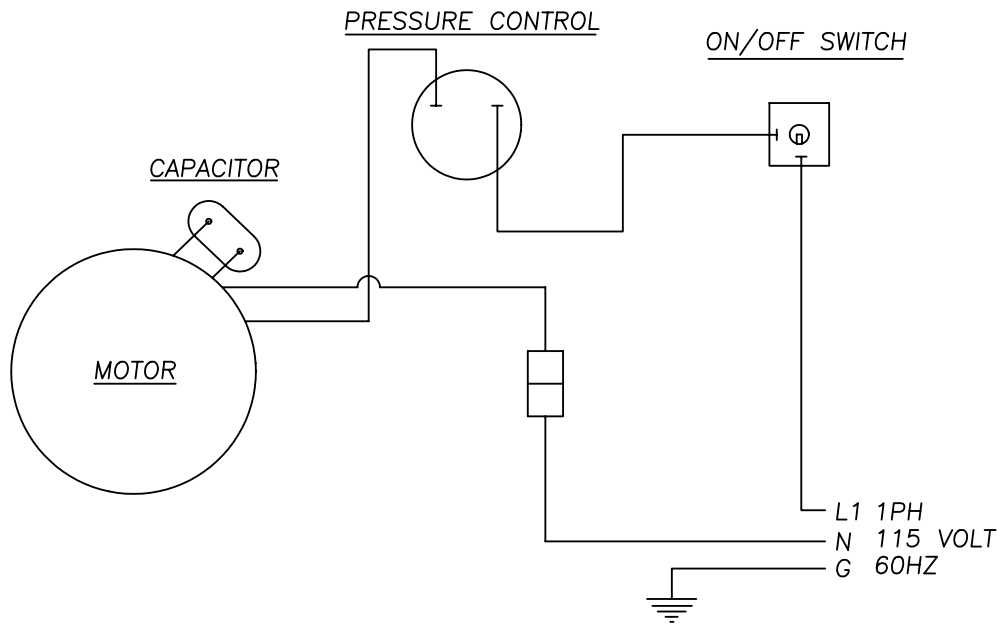 PRESSURE CONTROL
ON/OFF SWITCH
CAPACITOR
MOTOR
L1 1PH
N 115 VOLT
G 60HZ